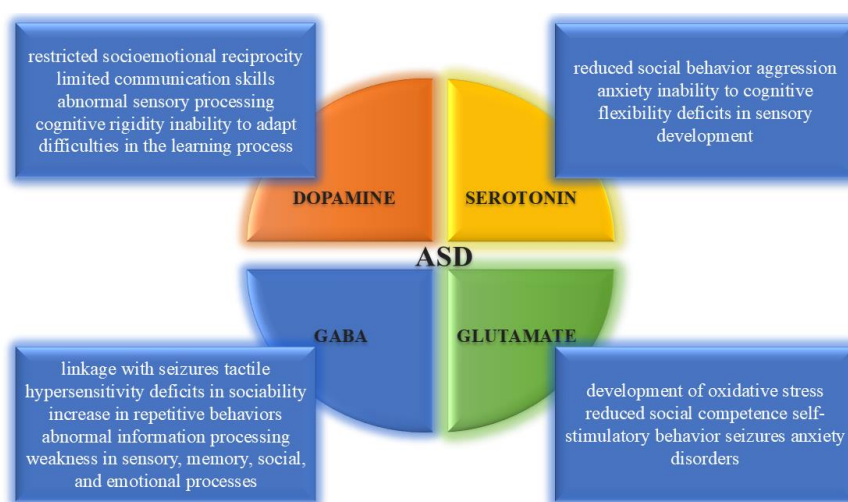 restricted socioemotional reciprocity
limited communication skills
abnormal sensory processing
cognitive rigidity inability to adapt
difficulties in the learning process
reduced social behavior aggression
anxiety inability to cognitive
flexibility deficits in sensory
development
DOPAMINE
SEROTONIN
ASD
GABA
GLUTAMATE
linkage with seizures tactile
hypersensitivity deficits in sociability
increase in repetitive behaviors
abnormal information processing
weakness in sensory, memory, social,
and emotional processes
development of oxidative stress
reduced social competence self-
stimulatory behavior seizures anxiety
disorders